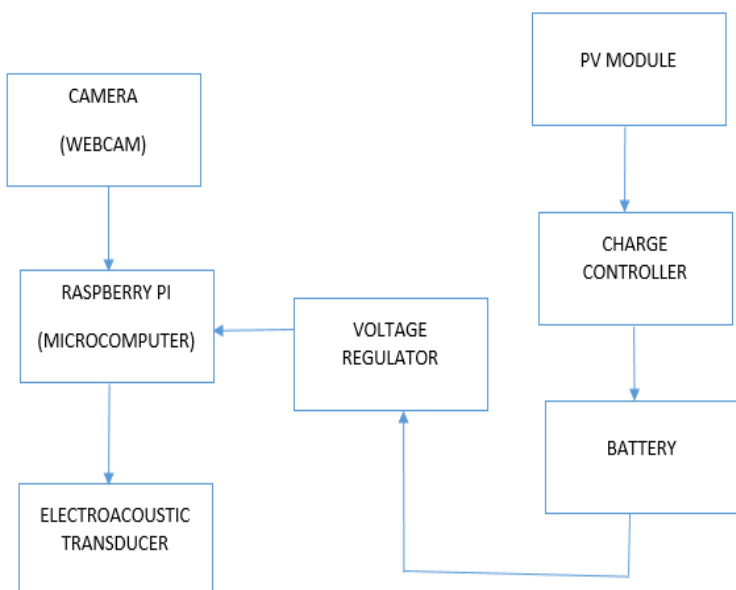 PV MODULE
CAMERA
(WEBCAM)
CHARGE
CONTROLLER
RASPBERRY PI
(MICROCOMPUTER)
VOLTAGE
REGULATOR
BATTERY
ELECTROACOUSTIC
TRANSDUCER